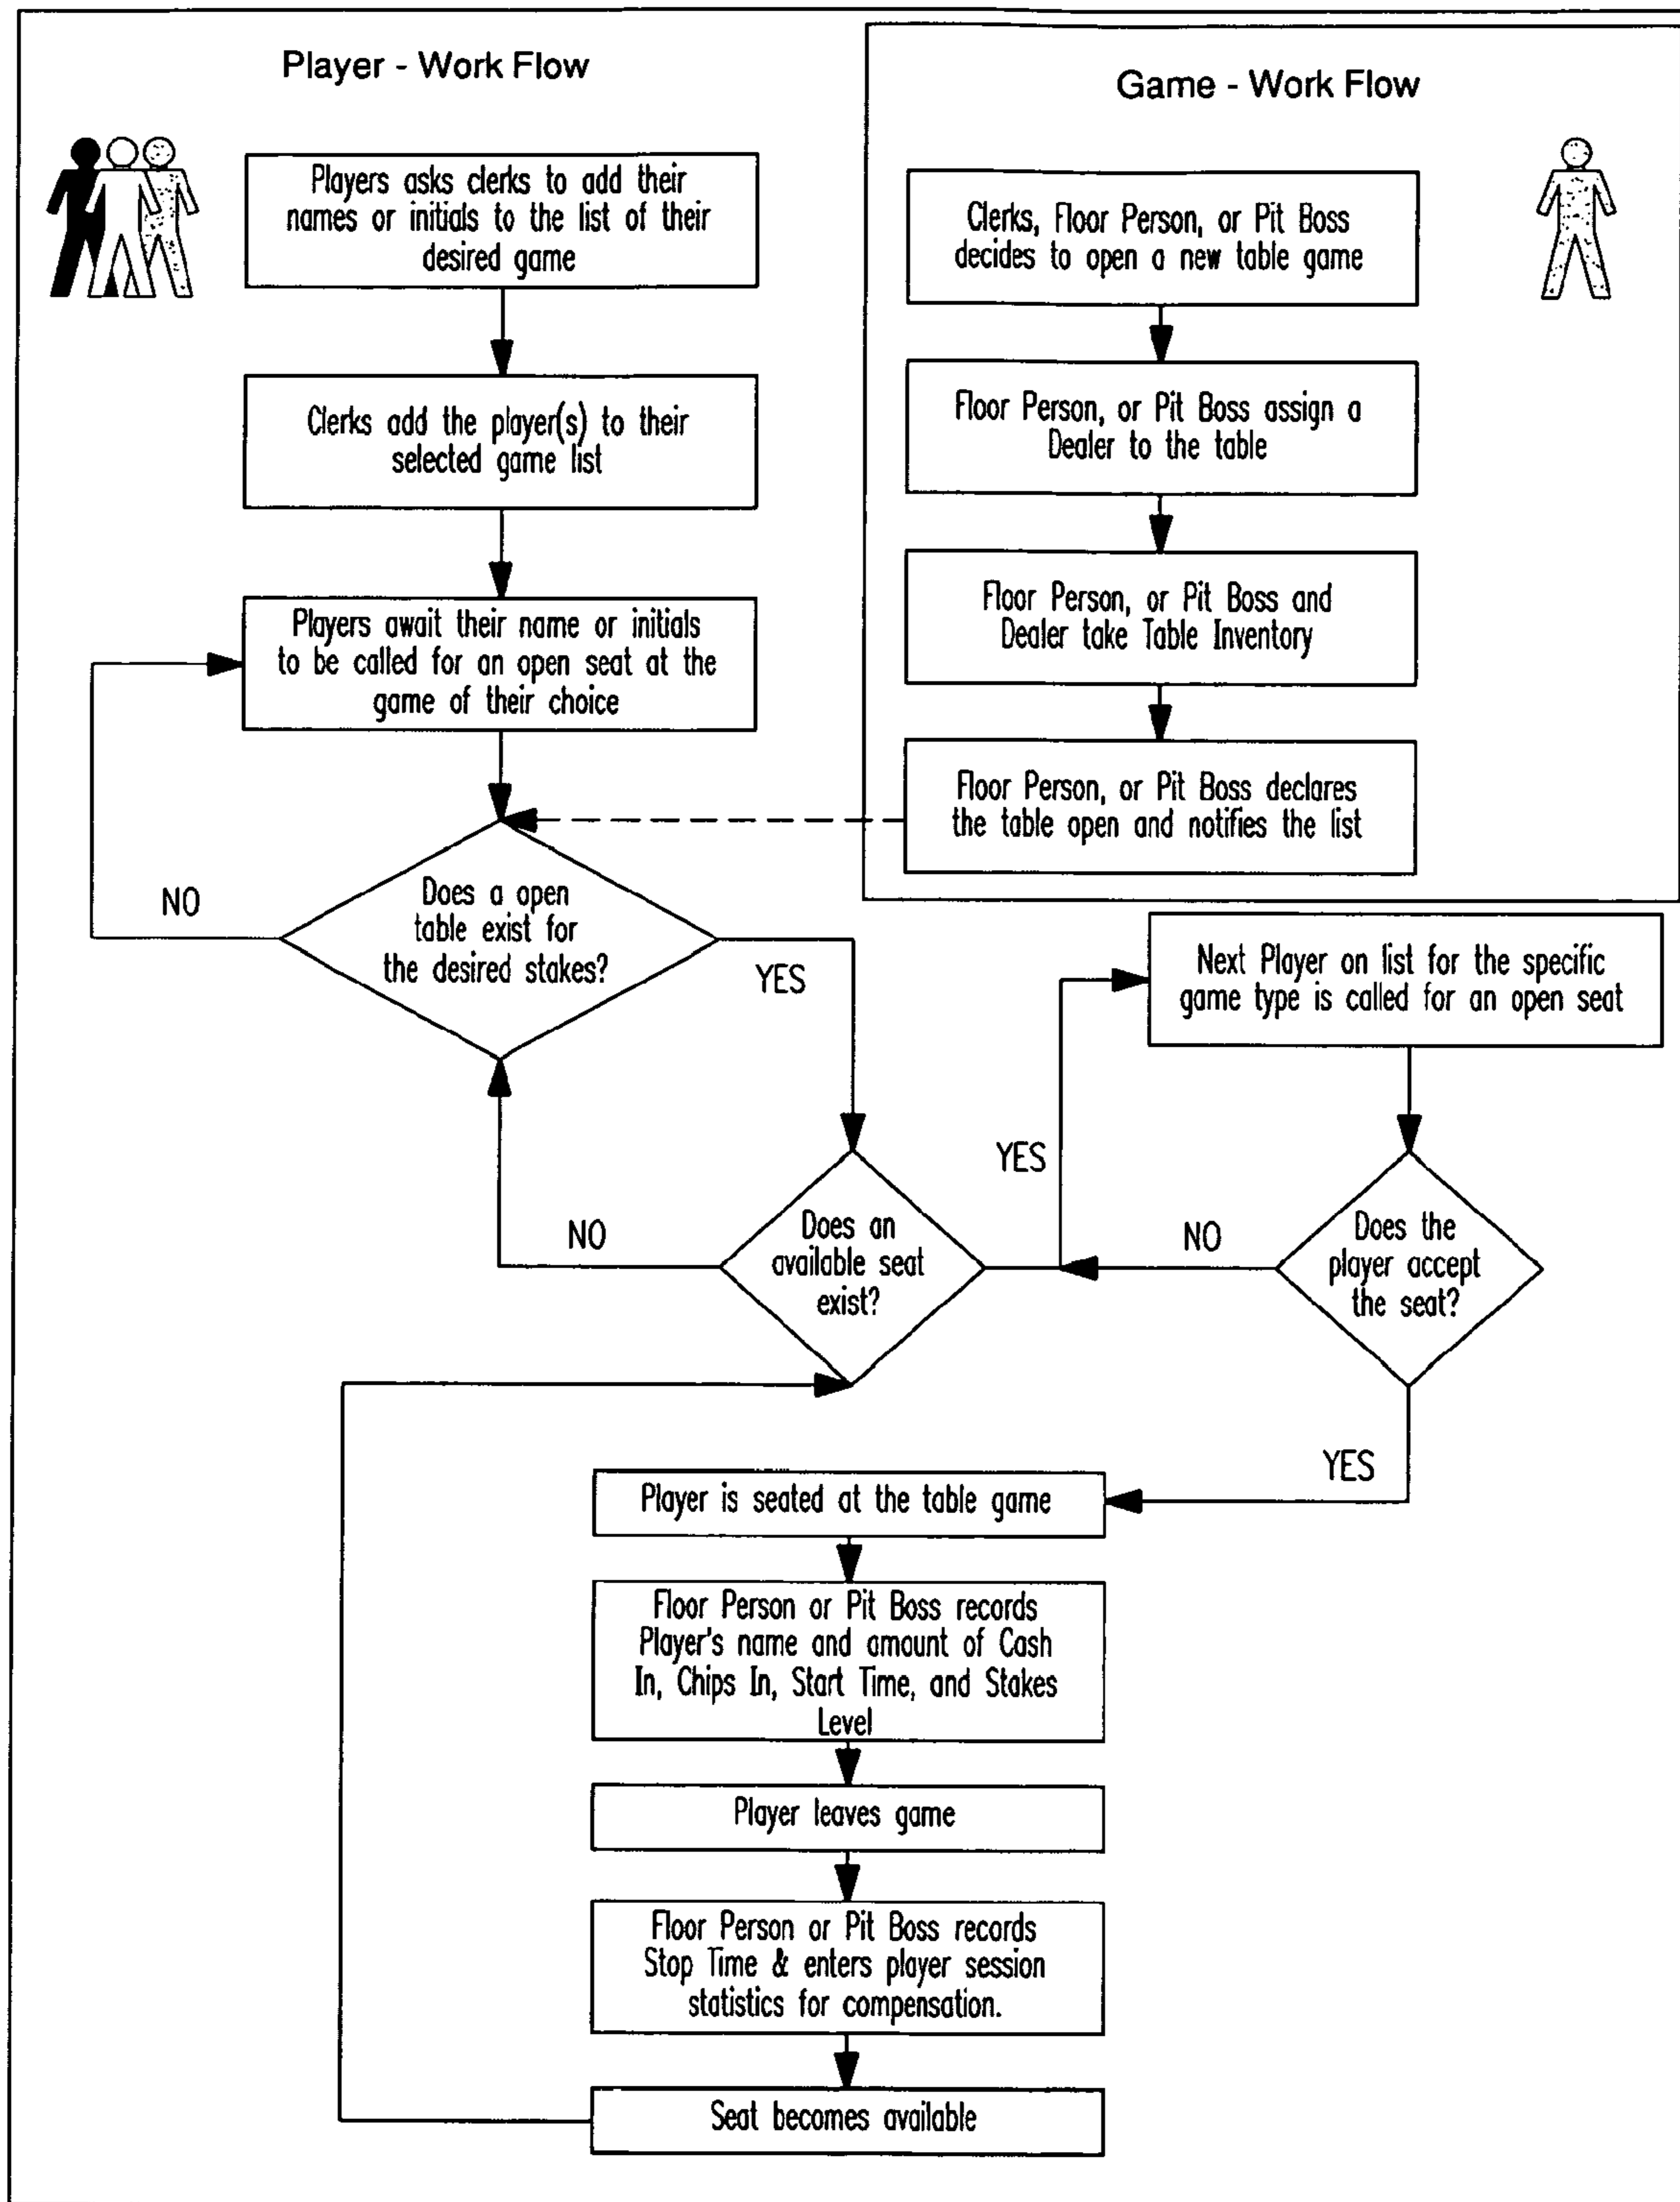 Player - Work Flow
Players asks clerks to add their
names or initials to the list of their
desired game
Clerks add the player(s) to their
selected game list
Players await their name or initials
to be called for an open seat at the
game of their choice
Does a open
table exist for
the desired stakes?
NO
YES
Game - Work Flow
Clerks, Floor Person, or Pit Boss
decides to open a new table game
Floor Person, or Pit Boss assign a
Dealer to the table
Floor Person, or Pit Boss and
Dealer take Table Inventory
Floor Person, or Pit Boss declares
the table open and notifies the list
Next Player on list for the specific
game type is called for an open seat
YES
NO
Does an
available seat
exist?
NO
Does the
player accept
the seat?
YES
Player is seated at the table game
Floor Person or Pit Boss records
Player's name and amount of Cash
In, Chips In, Start Time, and Stakes
Level
Player leaves game
Floor Person or Pit Boss records
Stop Time & enters player session
statistics for compensation.
Seat becomes available